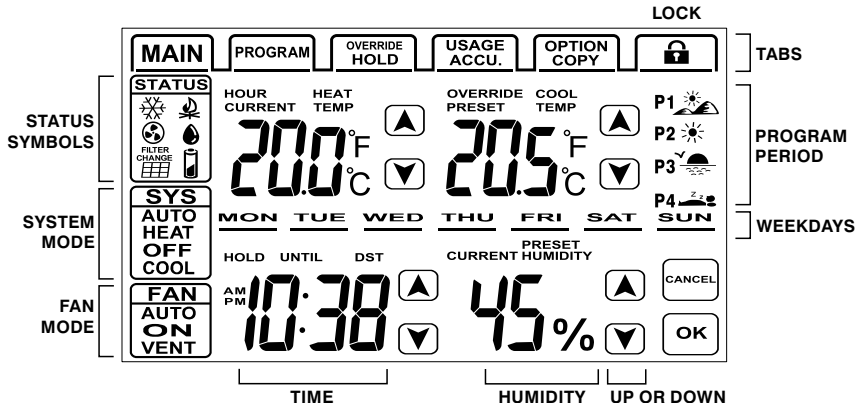 LOCK
MAIN PROGRAM OVERRIDE HOLD USAGE ACCU. OPTION COPY
TABS
STATUS SYMBOLS
STATUS
FILTER CHANGE
HOUR CURRENT HEAT TEMP
20.0 °F °C
OVERRIDE PRESET COOL TEMP
20.5 °F °C
P1
P2
P3
P4 z z z
PROGRAM PERIOD
SYSTEM MODE
SYS
AUTO
HEAT
OFF
COOL
MON TUE WED THU FRI SAT SUN
WEEKDAYS
HOLD UNTIL DST
AM PM 10:38
CURRENT PRESET HUMIDITY
45 %
CANCEL
OK
FAN MODE
FAN
AUTO
ON
VENT
TIME HUMIDITY UP OR DOWN